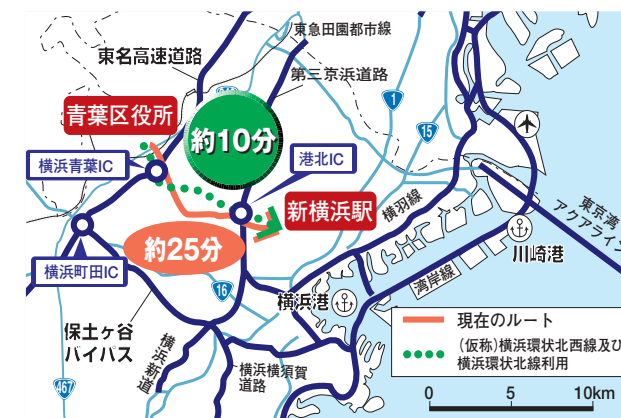 東名高速道路
東急田園都市線
第三京浜道路
246
1
15
青葉区役所
約10分
横浜青葉IC
港北IC
新横浜駅
横羽線
東京湾
アクアライン
約25分
川崎港
横浜町田IC
湾岸線
16
横浜港
保土ヶ谷
バイパス
横浜新道
横浜横須賀
道路
467
現在のルート
(仮称)横浜環状北西線及び
横浜環状北線利用
0 5 10km